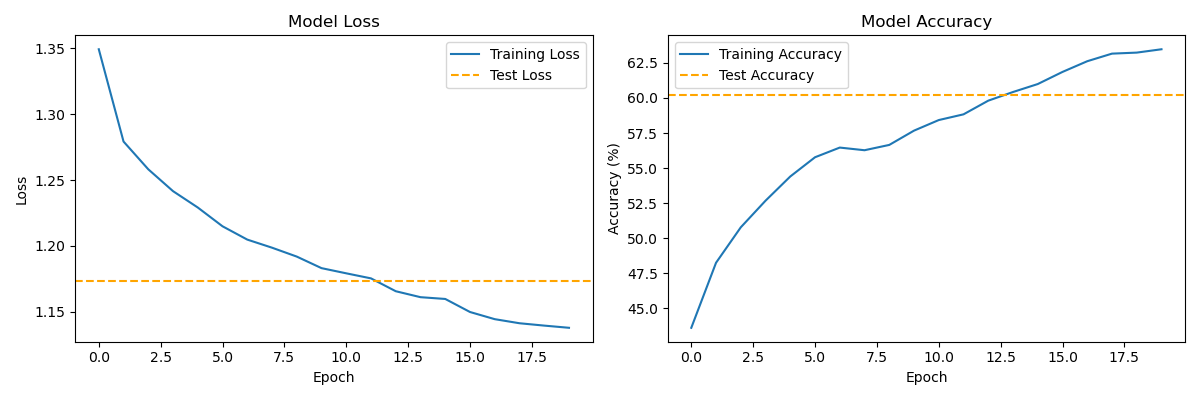 Model Loss
Training Loss
Test Loss
1.35
1.30
1.25
1.20
1.15
Loss
0.0 2.5 5.0 7.5 10.0 12.5 15.0 17.5
Epoch
Model Accuracy
Training Accuracy
Test Accuracy
62.5
60.0
57.5
55.0
52.5
50.0
47.5
45.0
Accuracy (%)
0.0 2.5 5.0 7.5 10.0 12.5 15.0 17.5
Epoch